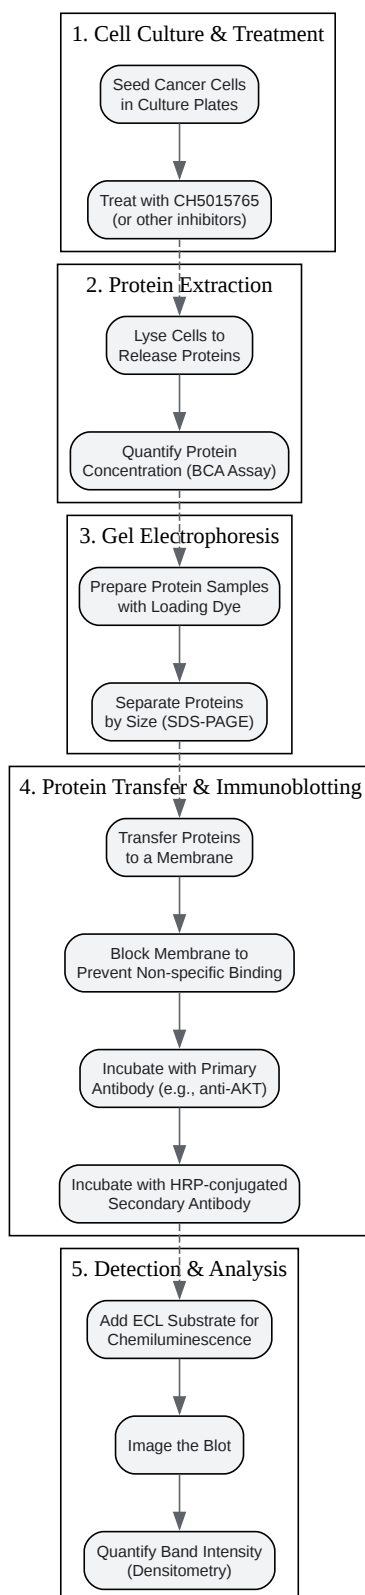 1. Cell Culture & Treatment
Seed Cancer Cells
in Culture Plates
Treat with CH5015765
(or other inhibitors)
2. Protein Extraction
Lyse Cells to
Release Proteins
Quantify Protein
Concentration (BCA Assay)
3. Gel Electrophoresis
Prepare Protein Samples
with Loading Dye
Separate Proteins
by Size (SDS-PAGE)
4. Protein Transfer & Immunoblotting
Transfer Proteins
to a Membrane
Block Membrane to
Prevent Non-specific Binding
Incubate with Primary
Antibody (e.g., anti-AKT)
Incubate with HRP-conjugated
Secondary Antibody
5. Detection & Analysis
Add ECL Substrate for
Chemiluminescence
Image the Blot
Quantify Band Intensity
(Densitometry)